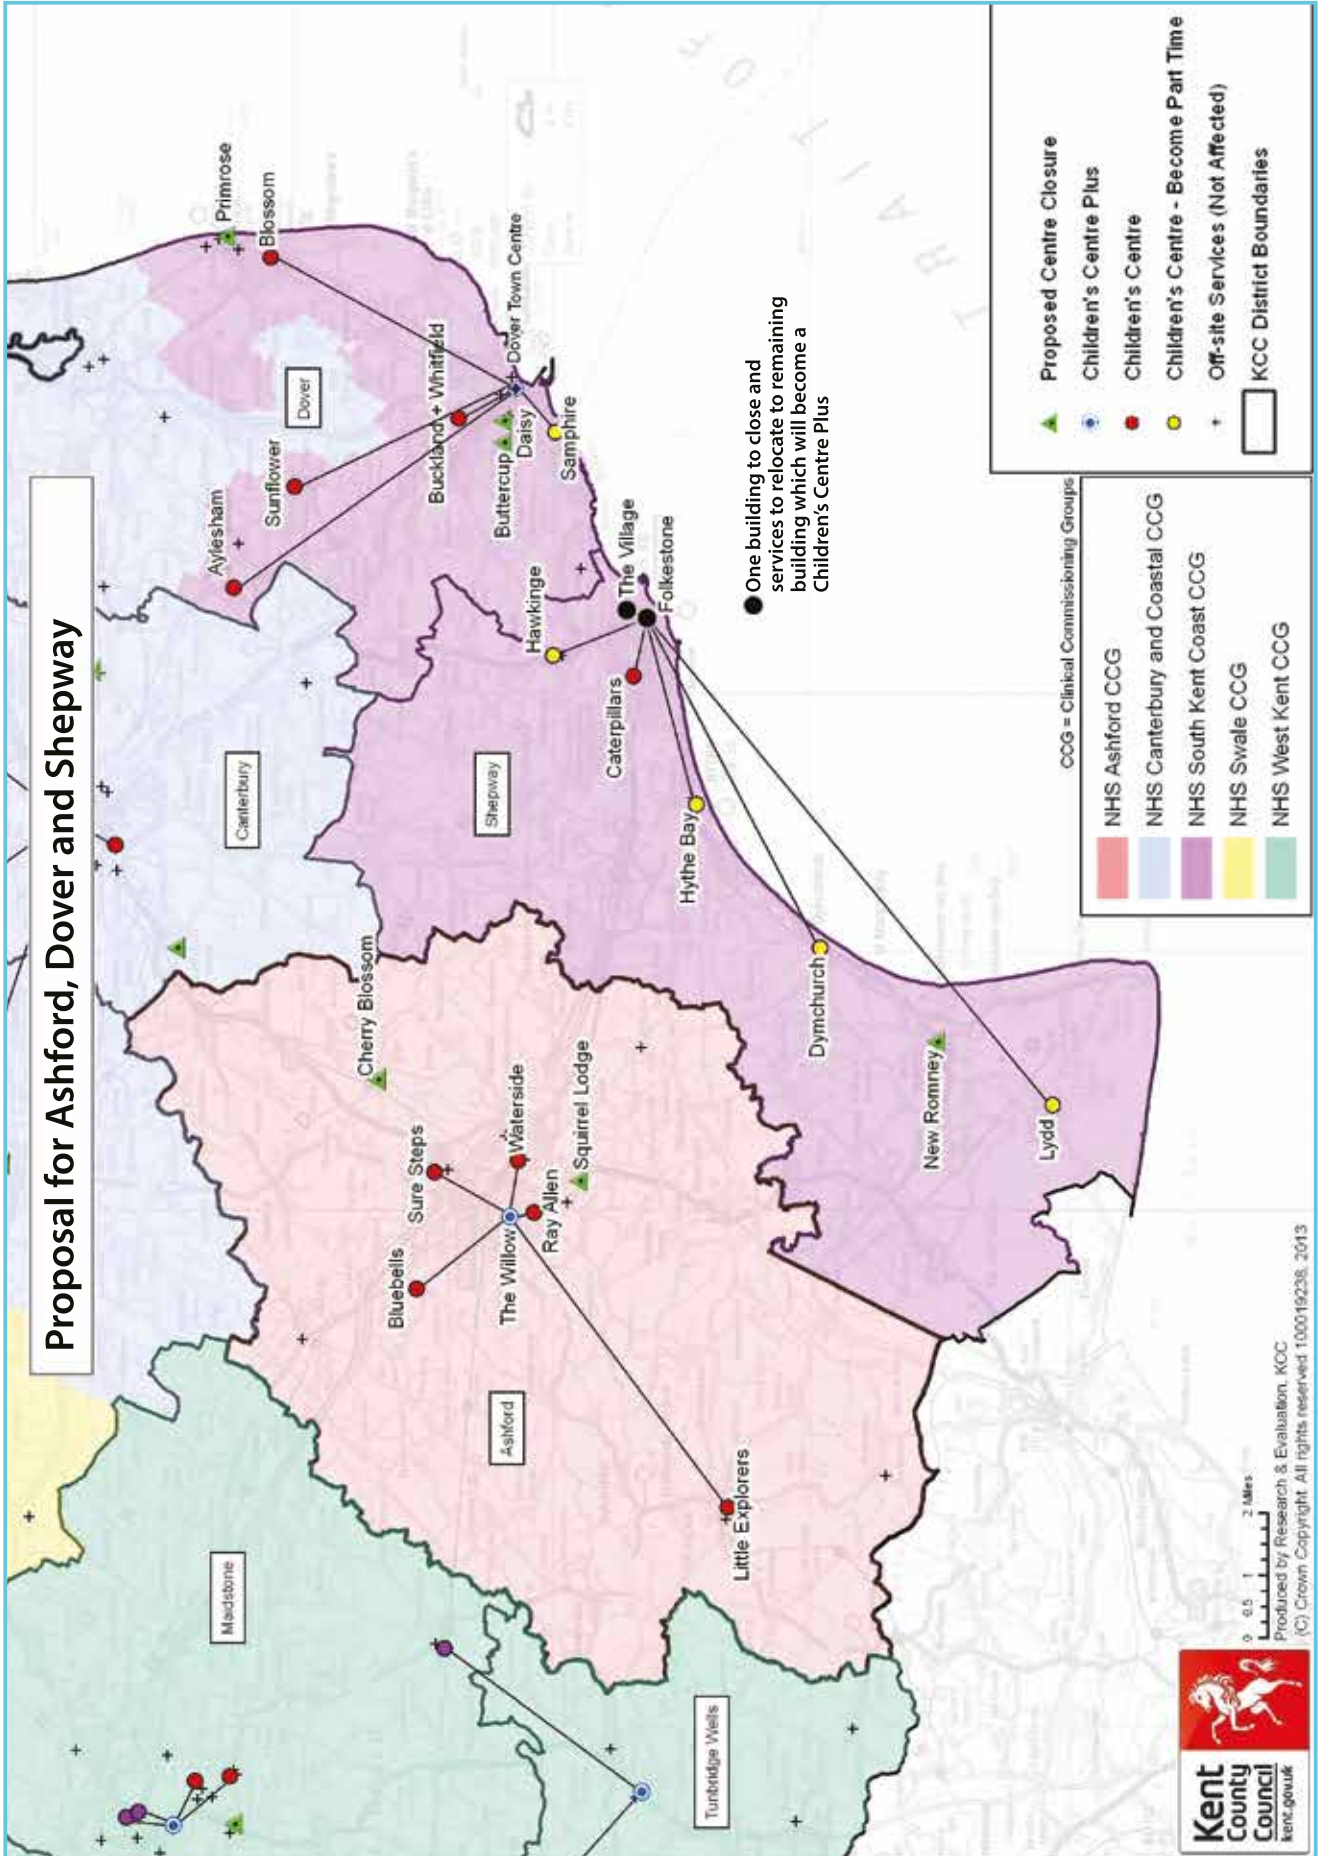 Proposal for Ashford, Dover and Shepway
Maidstone
Tunbridge Wells
Ashford
Canterbury
Shepway
Dover
Little Explorers
Bluebells
The Willow
Sure Steps
Waterside
Ray Allen
Squirrel Lodge
Cherry Blossom
Lydd
New Romney
Dymchurch
Hythe Bay
Caterpillars
Hawkinge
The Village
Folkestone
Aylesham
Sunflower
Buckland + Whitfield
Buttercup
Daisy
Samphire
Dover Town Centre
Primrose
Blossom
One building to close and
services to relocate to remaining
building which will become a
Children's Centre Plus
Proposed Centre Closure
Children's Centre Plus
Children's Centre
Children's Centre - Become Part Time
Off-site Services (Not Affected)
KCC District Boundaries
CCG = Clinical Commissioning Groups
NHS Ashford CCG
NHS Canterbury and Coastal CCG
NHS South Kent Coast CCG
NHS Swale CCG
NHS West Kent CCG
0 0.5 1 2 Miles
Produced by Research & Evaluation, KCC
(C) Crown Copyright. All rights reserved 100019238, 2013
Kent
County
Council
kent.gov.uk